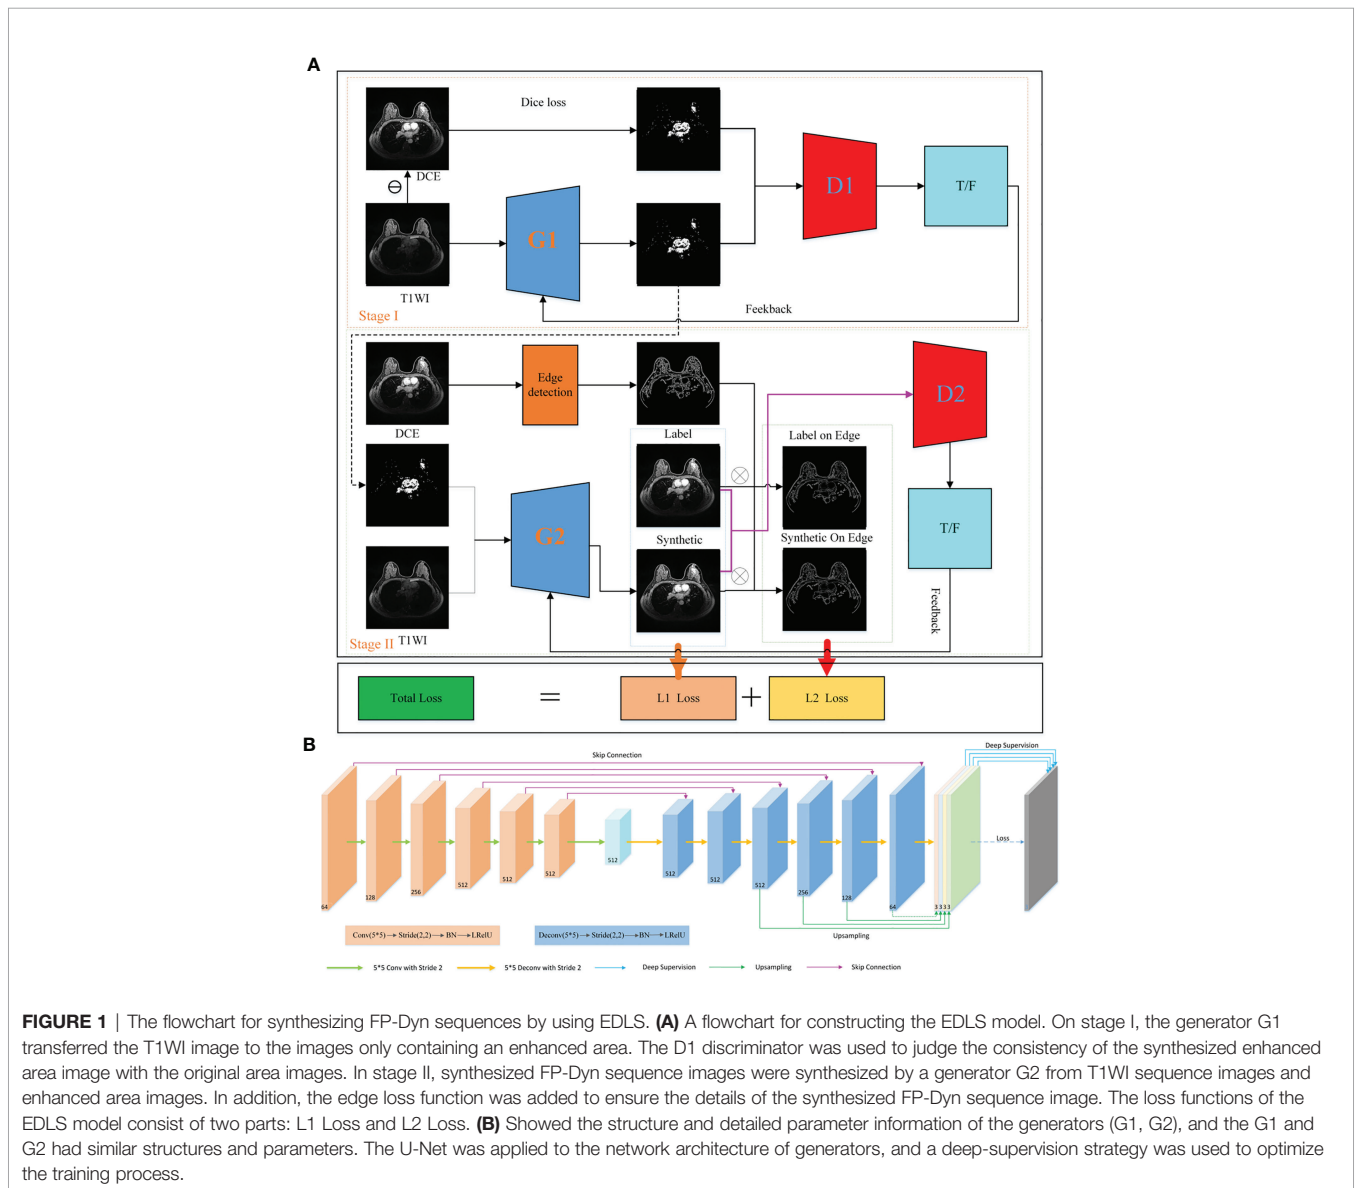 A
Dice loss
DCE
D1
T/F
G1
T1WI
Feekback
Stage I
Edge
detection
D2
DCE
Label
Label on Edge
G2
Synthetic
Synthetic On Edge
T/F
Feedback
Stage II
T1WI
Total Loss
=
L1 Loss
+
L2 Loss
B
Skip Connection
Deep Supervision
Loss
64
128
256
512
512
512
512
512
512
512
256
128
64
3 3 3 3
Upsampling
Conv(5*5)→Stride(2,2)→BN→LRelU
Deconv(5*5)→Stride(2,2)→BN→LRelU
5*5 Conv with Stride 2
5*5 Deconv with Stride 2
Deep Supervision
Upsampling
Skip Connection
FIGURE 1 | The flowchart for synthesizing FP-Dyn sequences by using EDLS. (A) A flowchart for constructing the EDLS model. On stage I, the generator G1
transferred the T1WI image to the images only containing an enhanced area. The D1 discriminator was used to judge the consistency of the synthesized enhanced
area image with the original area images. In stage II, synthesized FP-Dyn sequence images were synthesized by a generator G2 from T1WI sequence images and
enhanced area images. In addition, the edge loss function was added to ensure the details of the synthesized FP-Dyn sequence image. The loss functions of the
EDLS model consist of two parts: L1 Loss and L2 Loss. (B) Showed the structure and detailed parameter information of the generators (G1, G2), and the G1 and
G2 had similar structures and parameters. The U-Net was applied to the network architecture of generators, and a deep-supervision strategy was used to optimize
the training process.